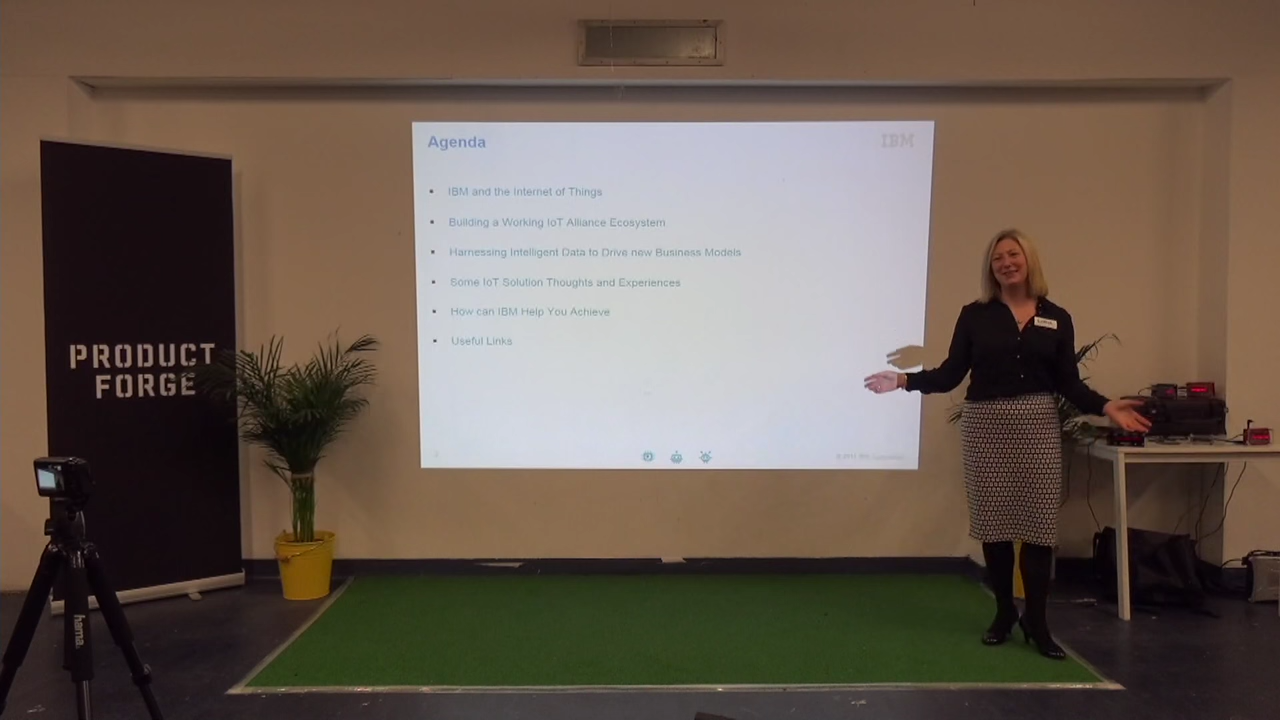 Agenda
IBM
IBM and the Internet of Things
Building a Working IoT Alliance Ecosystem
Harnessing Intelligent Data to Drive new Business Models
Some IoT Solution Thoughts and Experiences
How can IBM Help You Achieve
Useful Links
PRODUCT
FORGE
hama